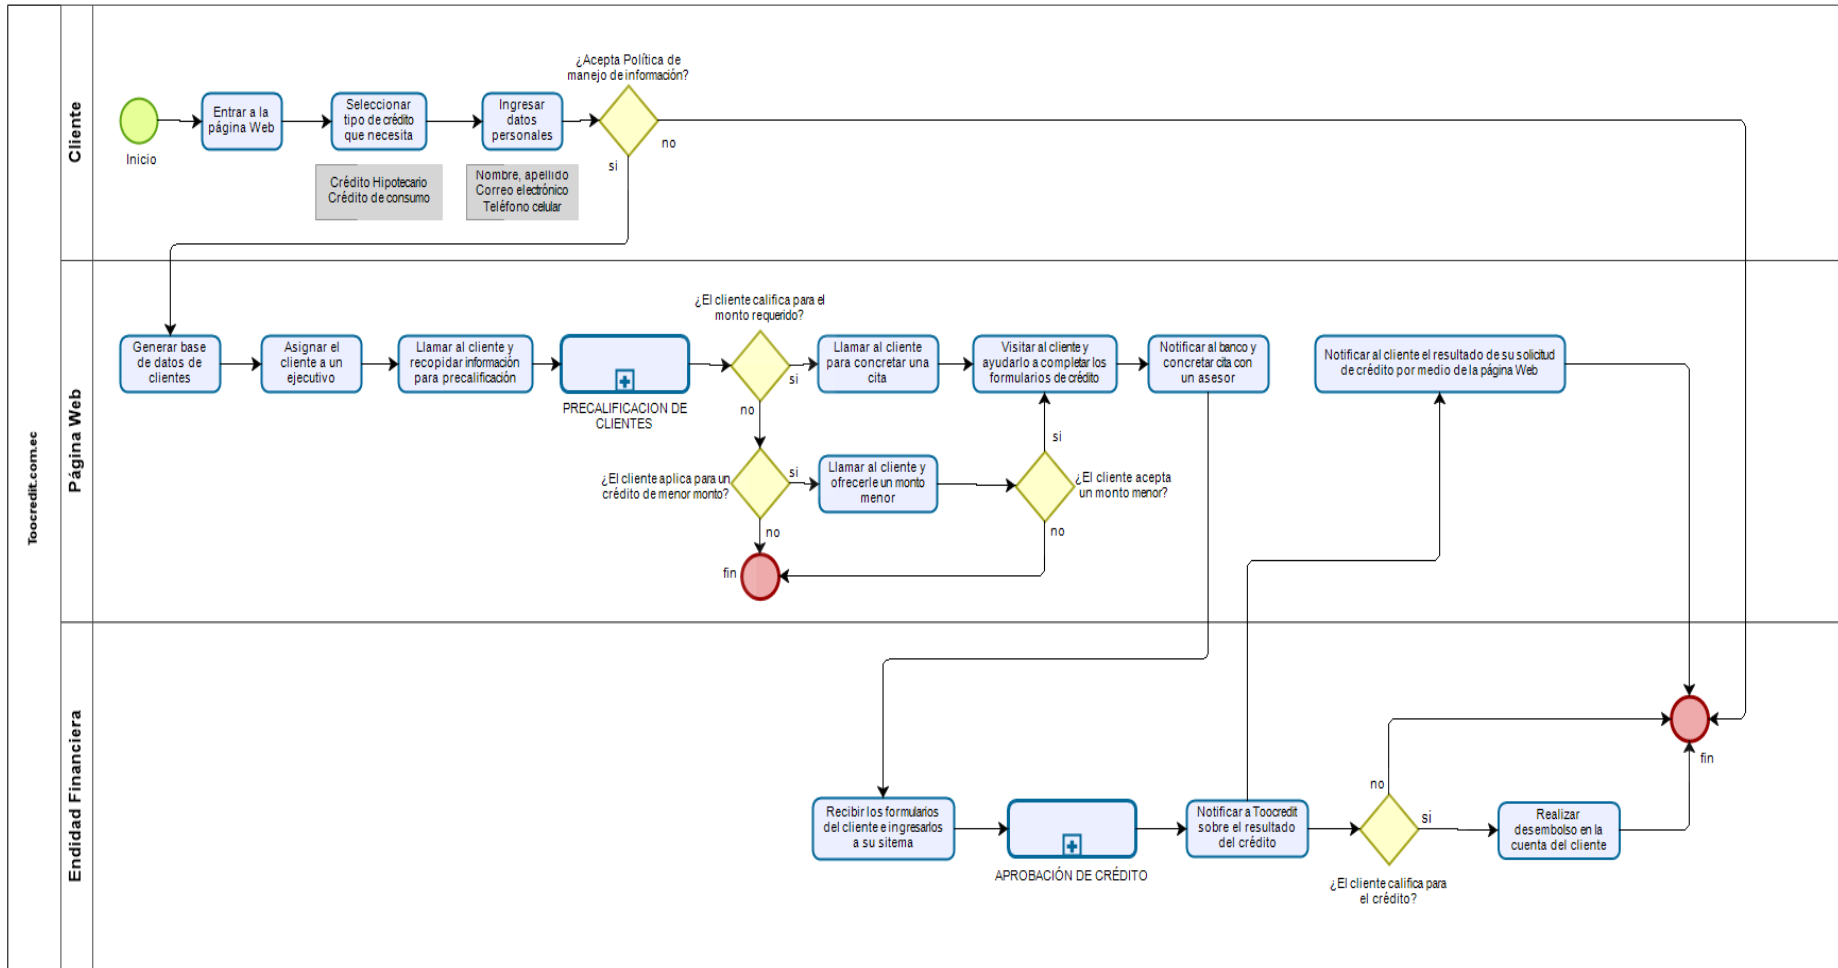 Toocredit.com.ec
Cliente
Inicio
Entrar a la
página Web
Seleccionar
tipo de crédito
que necesita
Crédito Hipotecario
Crédito de consumo
Ingresar
datos
personales
Nombre, apellido
Correo electrónico
Teléfono celular
¿Acepta Política de
manejo de información?
no
si
Página Web
Generar base
de datos de
clientes
Asignar el
cliente a un
ejecutivo
Llamar al cliente y
recopidar información
para precalificación
PRECALIFICACION DE
CLIENTES
¿El cliente califica para el
monto requerido?
si
no
Llamar al cliente
para concretar una
cita
Visitar al cliente y
ayudarlo a completar los
formularios de crédito
Notificar al banco y
concretar cita con
un asesor
Notificar al cliente el resultado de su solicitud
de crédito por medio de la página Web
¿El cliente aplica para un
crédito de menor monto?
si
no
Llamar al cliente y
ofrecerle un monto
menor
si
¿El cliente acepta
un monto menor?
no
fin
Endidad Financiera
Recibir los formularios
del cliente e ingresarlos
a su sitema
APROBACIÓN DE CRÉDITO
Notificar a Toocredit
sobre el resultado
del crédito
no
si
¿El cliente califica para
el crédito?
Realizar
desembolso en la
cuenta del cliente
fin